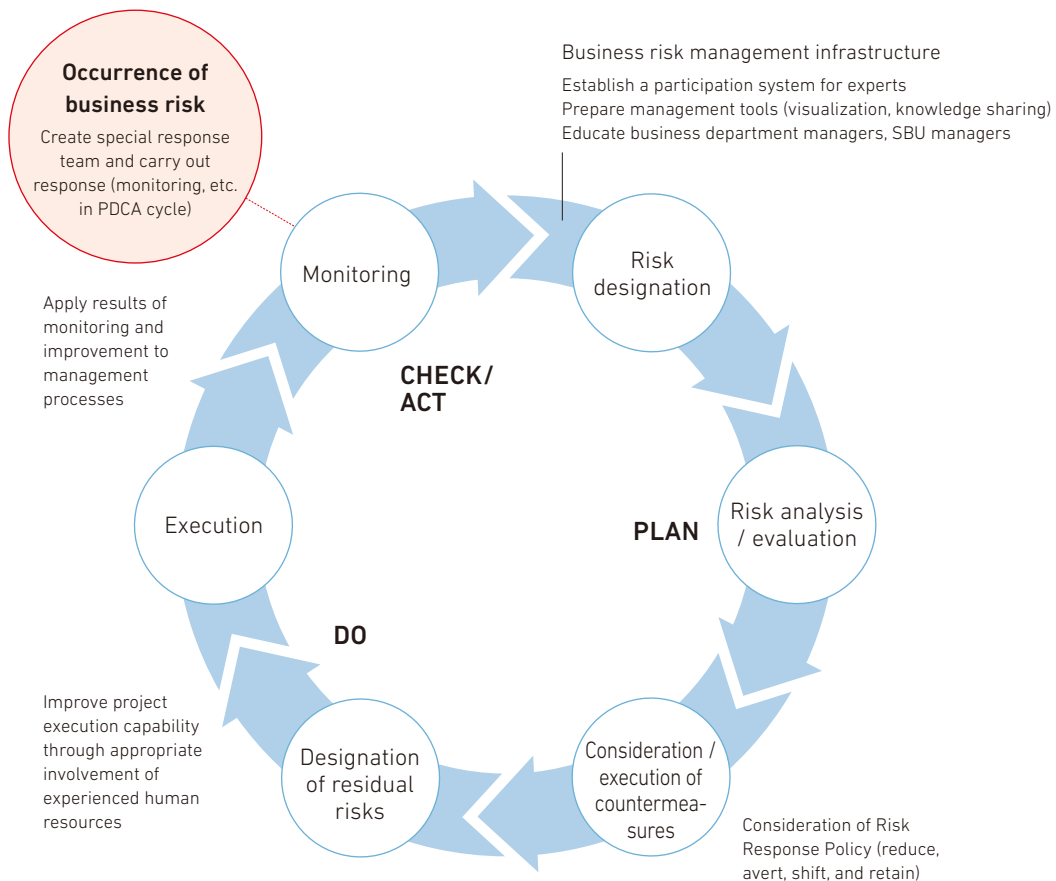 Occurrence of
business risk
Create special response
team and carry out
response (monitoring, etc.
in PDCA cycle)
Business risk management infrastructure
Establish a participation system for experts
Prepare management tools (visualization, knowledge sharing)
Educate business department managers, SBU managers
Monitoring
Risk
designation
Apply results of
monitoring and
improvement to
management
processes
CHECK/
ACT
Execution
PLAN
Risk analysis
/ evaluation
DO
Improve project
execution capability
through appropriate
involvement of
experienced human
resources
Designation
of residual
risks
Consideration /
execution of
countermea-
sures
Consideration of Risk
Response Policy (reduce,
avert, shift, and retain)